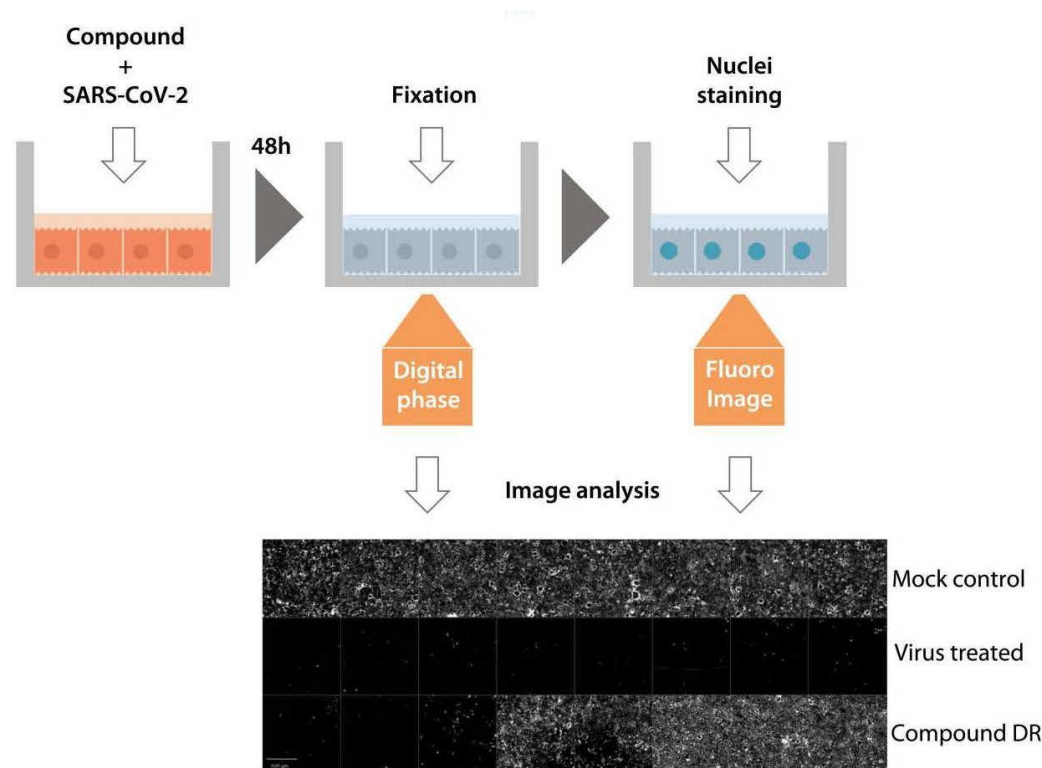 Compound
+
SARS-CoV-2
48h
Fixation
Nuclei
staining
Digital
phase
Fluoro
Image
Image analysis
Mock control
Virus treated
Compound DR